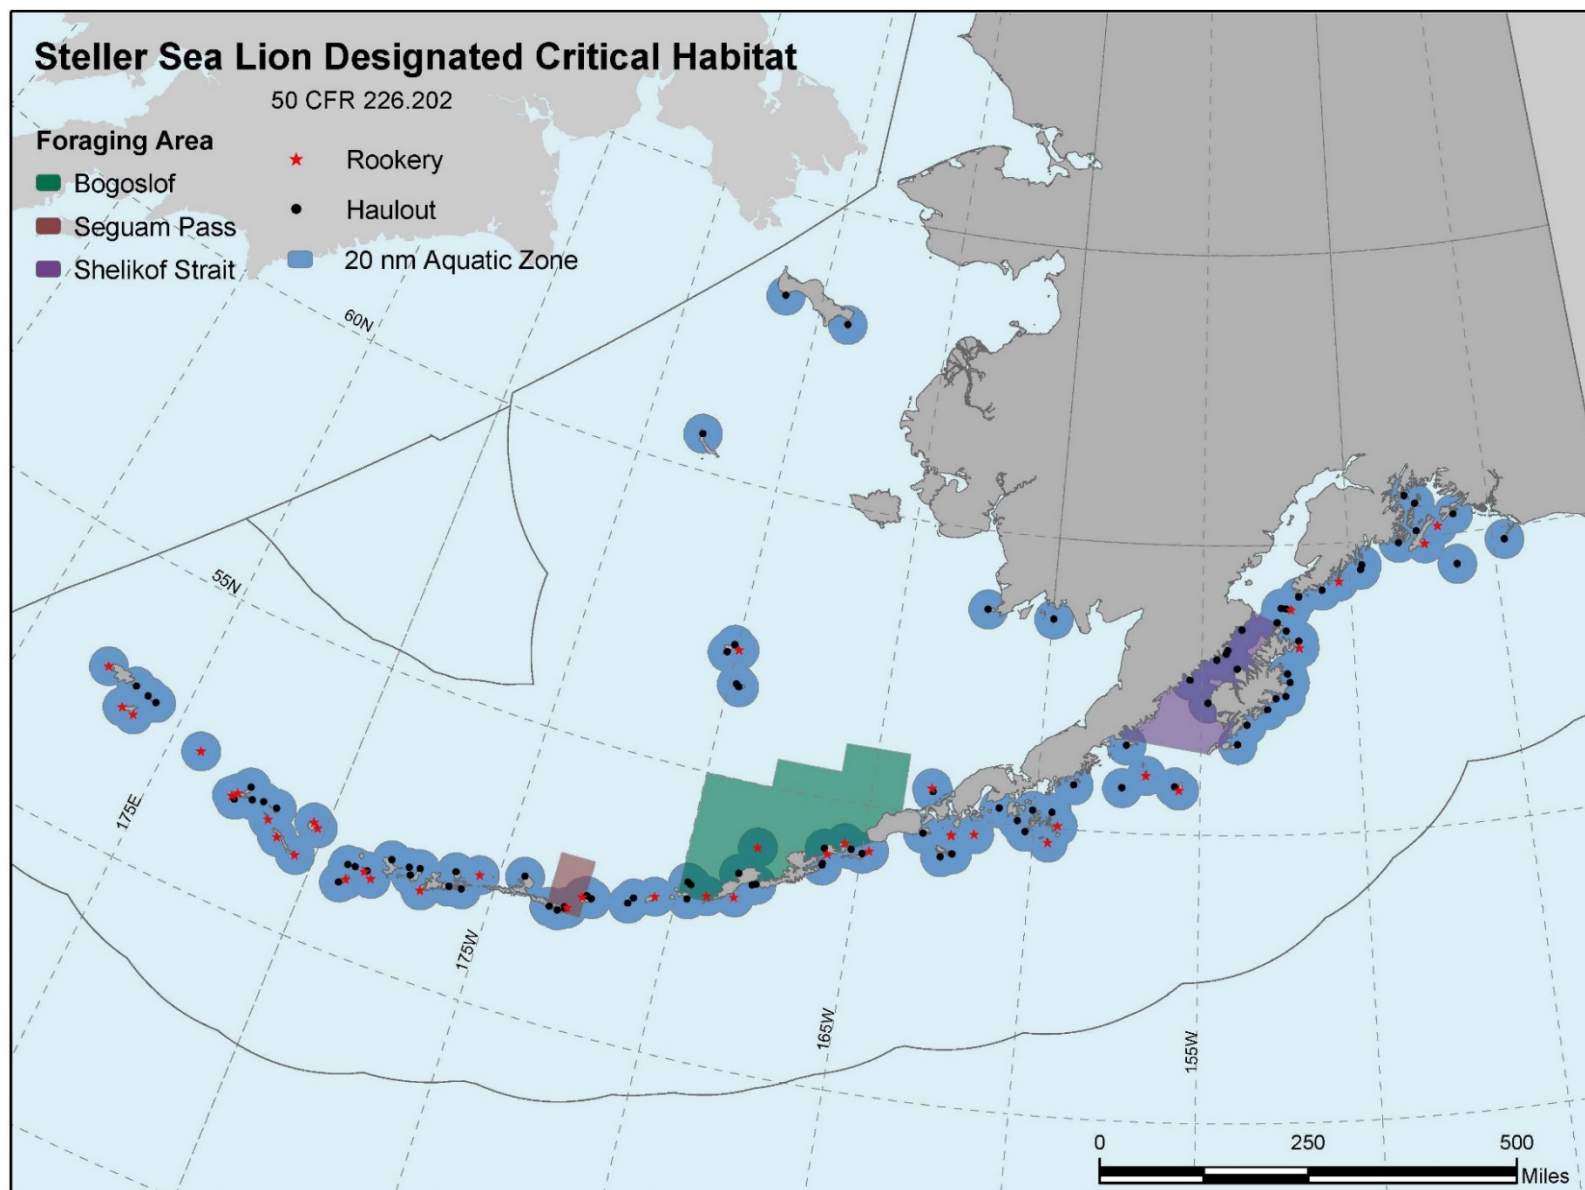 Steller Sea Lion Designated Critical Habitat
50 CFR 226.202
Foraging Area
Bogoslof
Seguam Pass
Shelikof Strait
Rookery
Haulout
20 nm Aquatic Zone
60N
55N
175E
175W
165W
155W
0 250 500
Miles